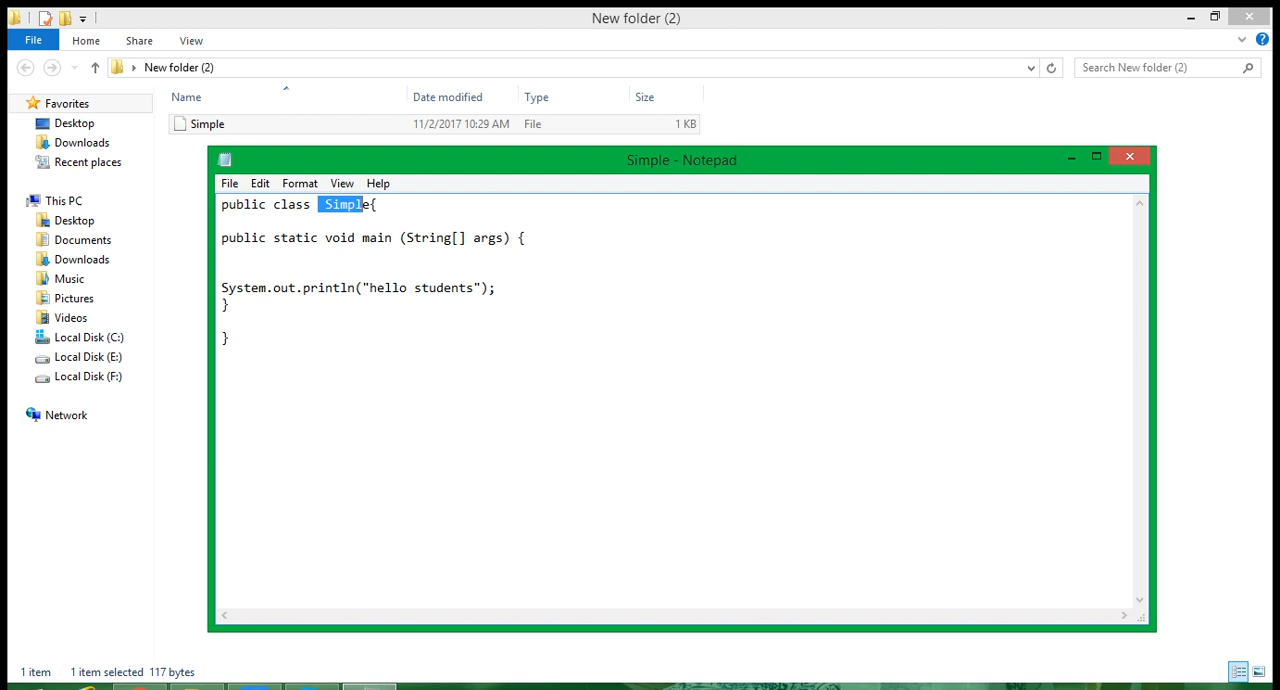 New folder (2)
File Home Share View
New folder (2)
Search New folder (2)
Name Date modified Type Size
Simple 11/2/2017 10:29 AM File 1 KB
Favorites
Desktop
Downloads
Recent places
This PC
Desktop
Documents
Downloads
Music
Pictures
Videos
Local Disk (C:)
Local Disk (E:)
Local Disk (F:)
Network
Simple - Notepad
File Edit Format View Help
public class  Simple{
public static void main (String[] args) {
System.out.println("hello students");
}
}
1 item 1 item selected 117 bytes